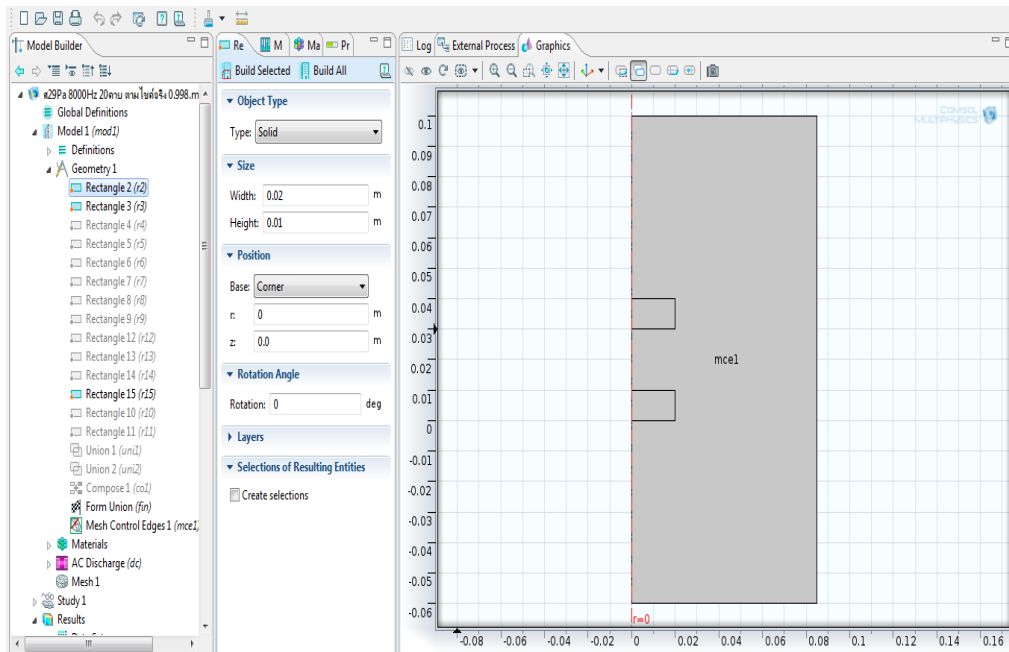 Model Builder
ส29Pa 8000Hz 20คาบ ตามไซต์จริง 0.998.m
Global Definitions
Model 1 (mod1)
Definitions
Geometry 1
Rectangle 2 (r2)
Rectangle 3 (r3)
Rectangle 4 (r4)
Rectangle 5 (r5)
Rectangle 6 (r6)
Rectangle 7 (r7)
Rectangle 8 (r8)
Rectangle 9 (r9)
Rectangle 12 (r12)
Rectangle 13 (r13)
Rectangle 14 (r14)
Rectangle 15 (r15)
Rectangle 10 (r10)
Rectangle 11 (r11)
Union 1 (uni1)
Union 2 (uni2)
Compose 1 (co1)
Form Union (fin)
Mesh Control Edges 1 (mce1)
Materials
AC Discharge (dc)
Mesh 1
Study 1
Results
Re M Ma Pr
Build Selected Build All
Object Type
Type: Solid
Size
Width: 0.02 m
Height: 0.01 m
Position
Base: Corner
r: 0 m
z: 0.0 m
Rotation Angle
Rotation: 0 deg
Layers
Selections of Resulting Entities
Create selections
Log External Process Graphics
COMSOL
MULTIPHYSICS
0.1
0.09
0.08
0.07
0.06
0.05
0.04
0.03
0.02
0.01
0
-0.01
-0.02
-0.03
-0.04
-0.05
-0.06
mce1
r=0
-0.08 -0.06 -0.04 -0.02 0 0.02 0.04 0.06 0.08 0.1 0.12 0.14 0.16